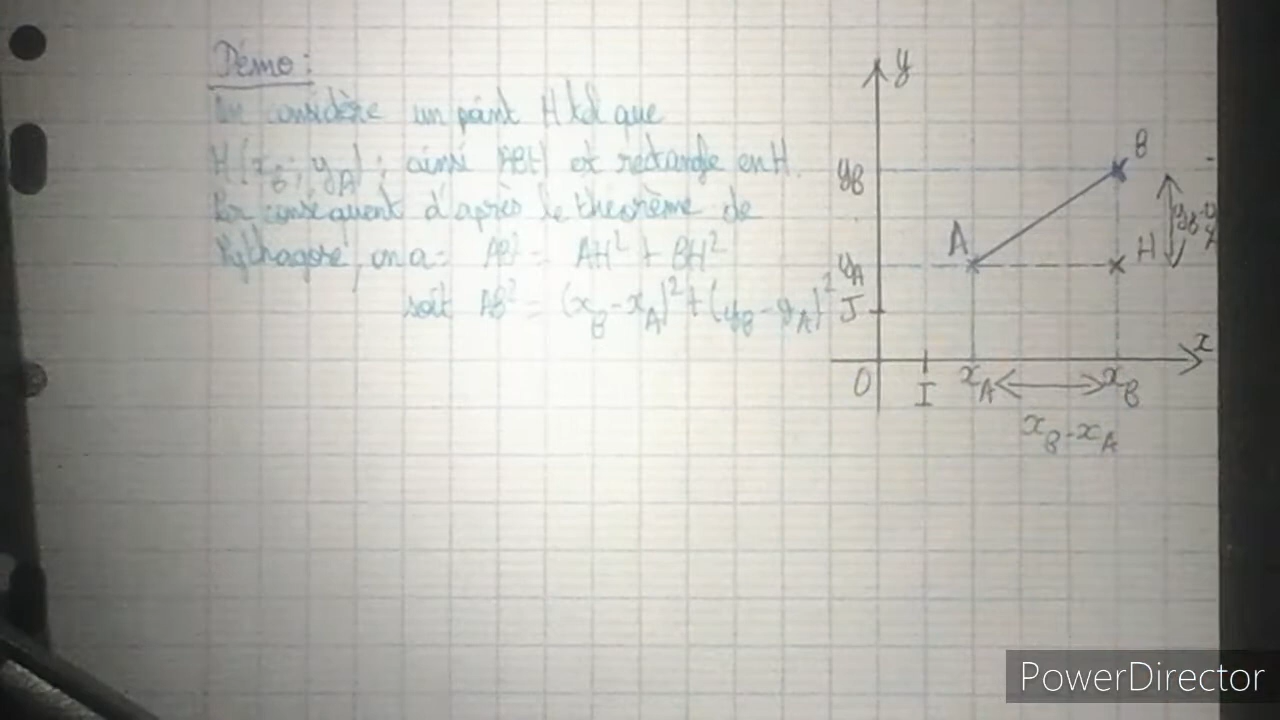 Démo :
On considère un point H tel que
H(x_B ; y_A) ; ainsi ABH est rectangle en H.
Par conséquent d'après le théorème de
Pythagore, on a : AB² = AH² + BH²
soit AB² = (x_B - x_A)² + (y_B - y_A)²
y
B
y_B
y_B - y_A
A
H
y_A
J
x
O
I
x_A
x_B
x_B - x_A
PowerDirector